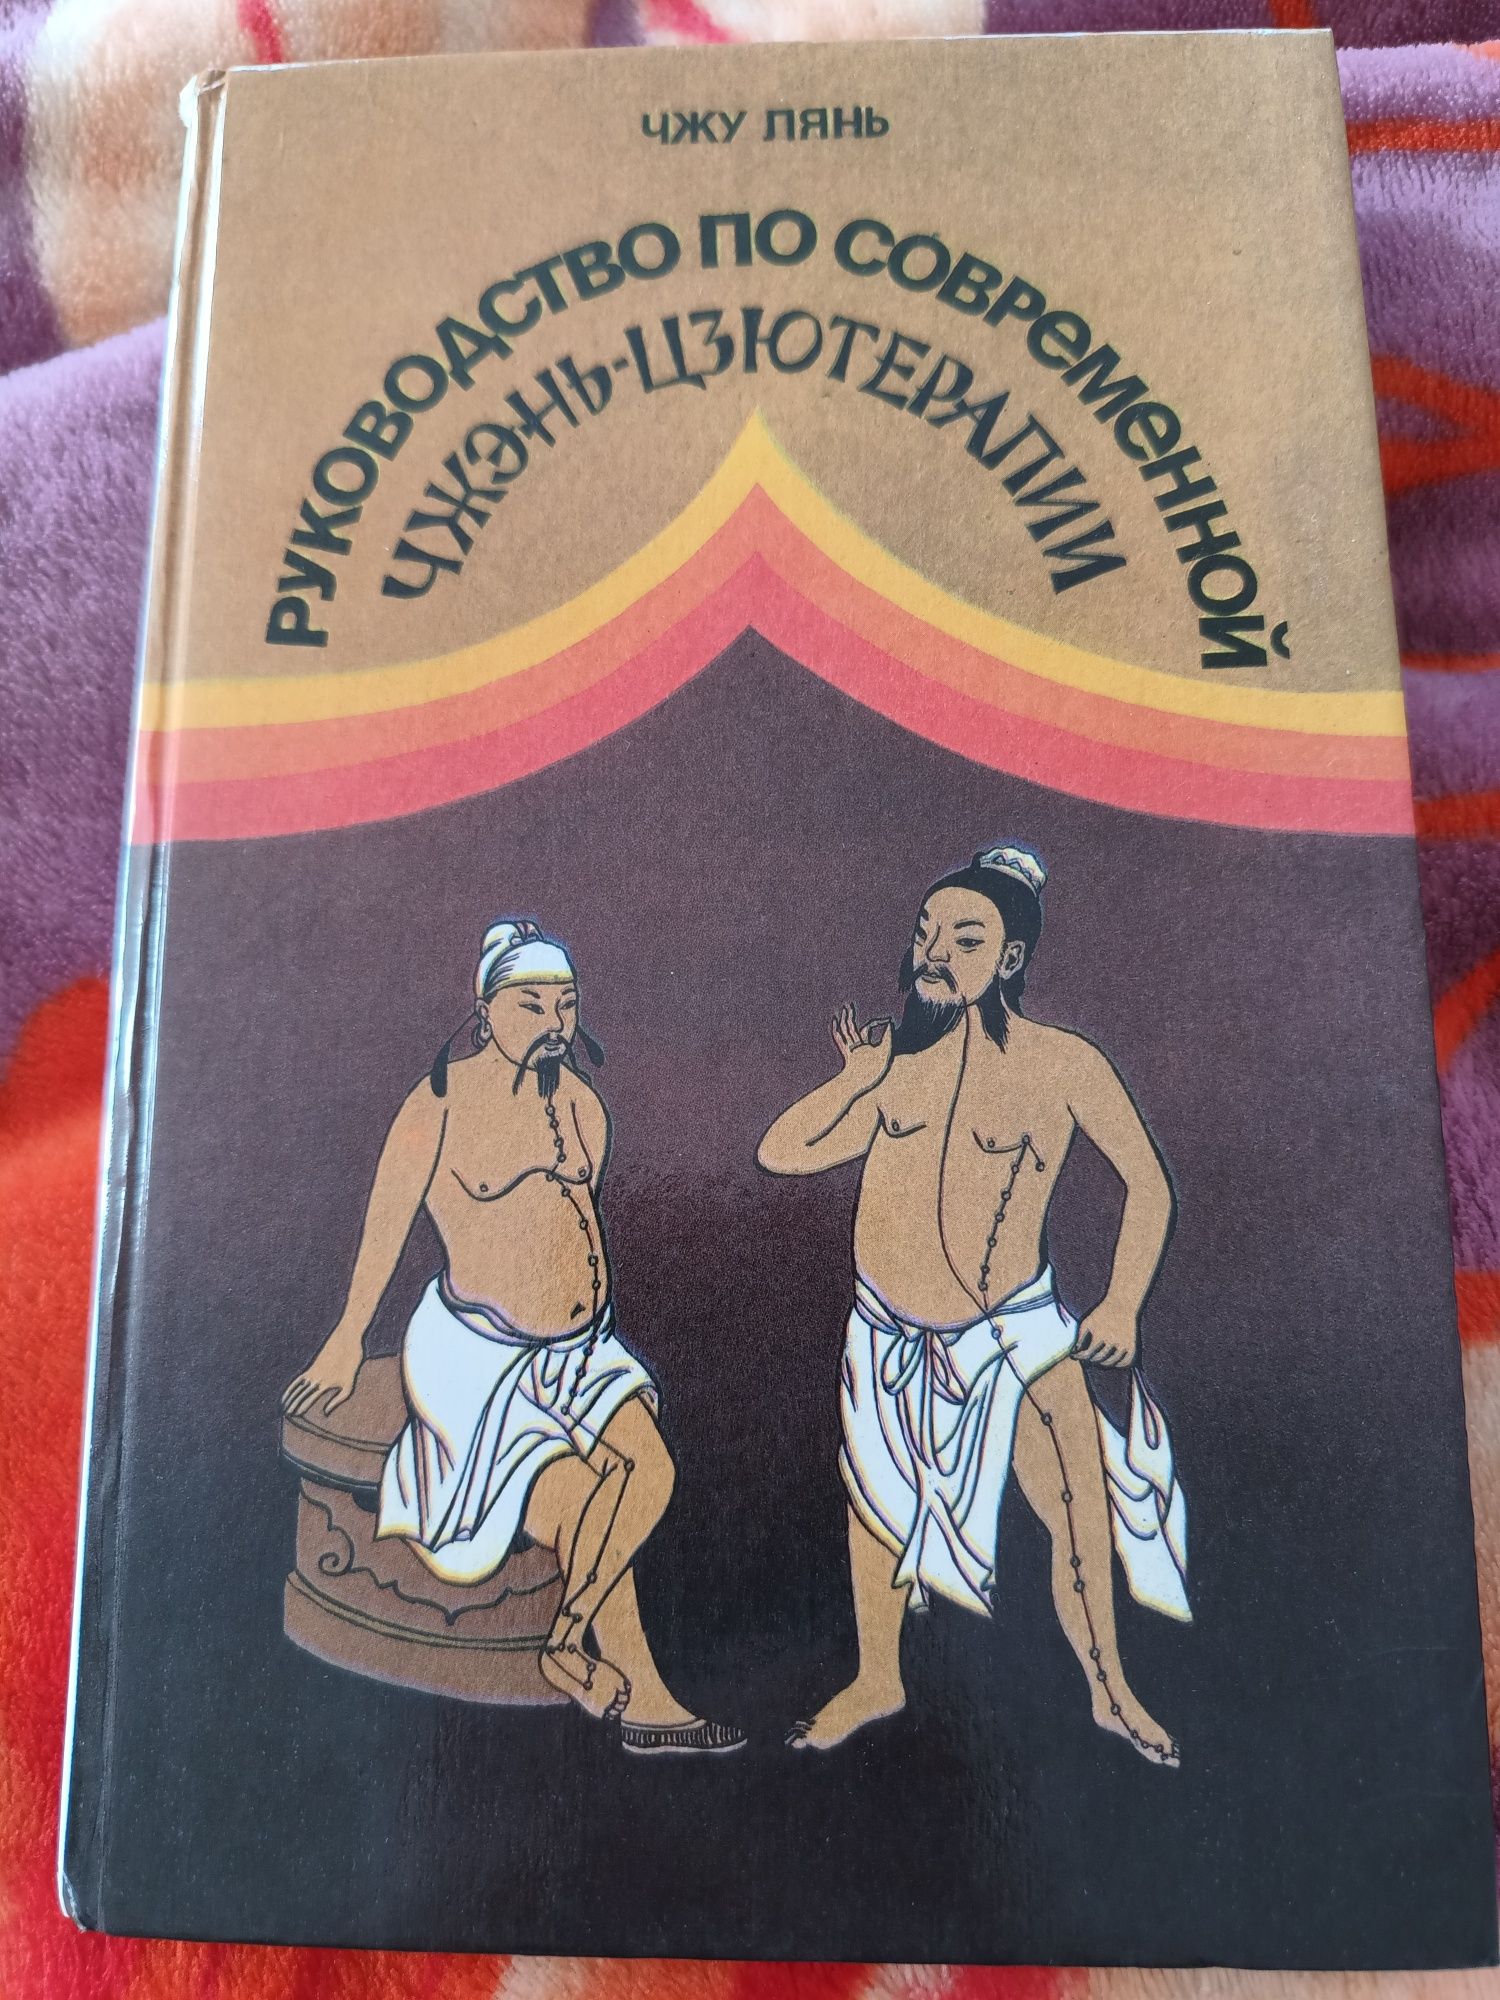 ЧЖУ ЛЯНЬ
РУКОВОДСТВО ПО СОВРЕМЕННОЙ
ЧЖЭНЬ-ЦЗЮТЕРАПИИ